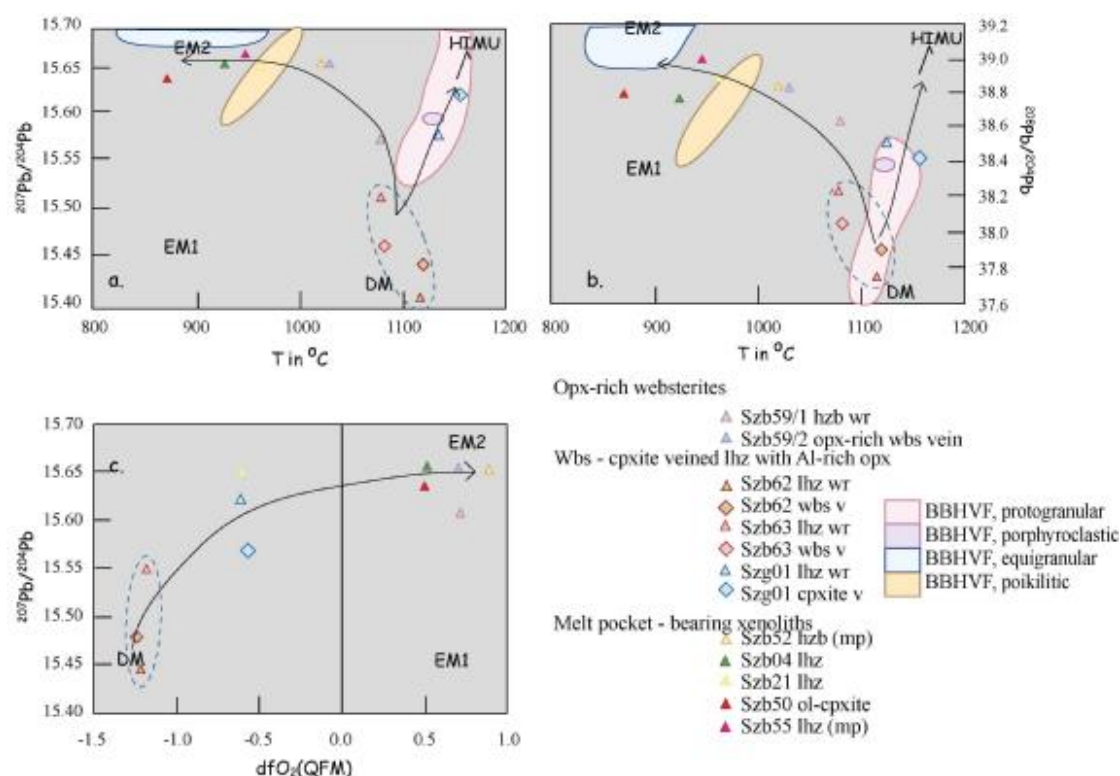 15.70
15.65
15.60
15.55
15.50
15.45
15.40
²⁰⁷Pb/²⁰⁴Pb
EM2
HIMU
EM1
DM
a.
800
900
1000
1100
1200
T in °C
EM2
HIMU
EM1
DM
b.
39.2
39.0
38.8
38.6
38.4
38.2
38.0
37.8
37.6
²⁰⁸Pb/²⁰⁴Pb
800
900
1000
1100
1200
T in °C
15.70
15.65
15.60
15.55
15.50
15.45
15.40
²⁰⁷Pb/²⁰⁴Pb
c.
EM2
DM
EM1
-1.5
-1.0
-0.5
0.0
0.5
1.0
dfO₂(QFM)
Opx-rich websterites
Szb59/1 hzb wr
Szb59/2 opx-rich wbs vein
Wbs - cpxite veined lhz with Al-rich opx
Szb62 lhz wr
Szb62 wbs v
Szb63 lhz wr
Szb63 wbs v
Szg01 lhz wr
Szg01 cpxite v
Melt pocket - bearing xenoliths
Szb52 hzb (mp)
Szb04 lhz
Szb21 lhz
Szb50 ol-cpxite
Szb55 lhz (mp)
BBHVF, protogranular
BBHVF, porphyroclastic
BBHVF, equigranular
BBHVF, poikilitic